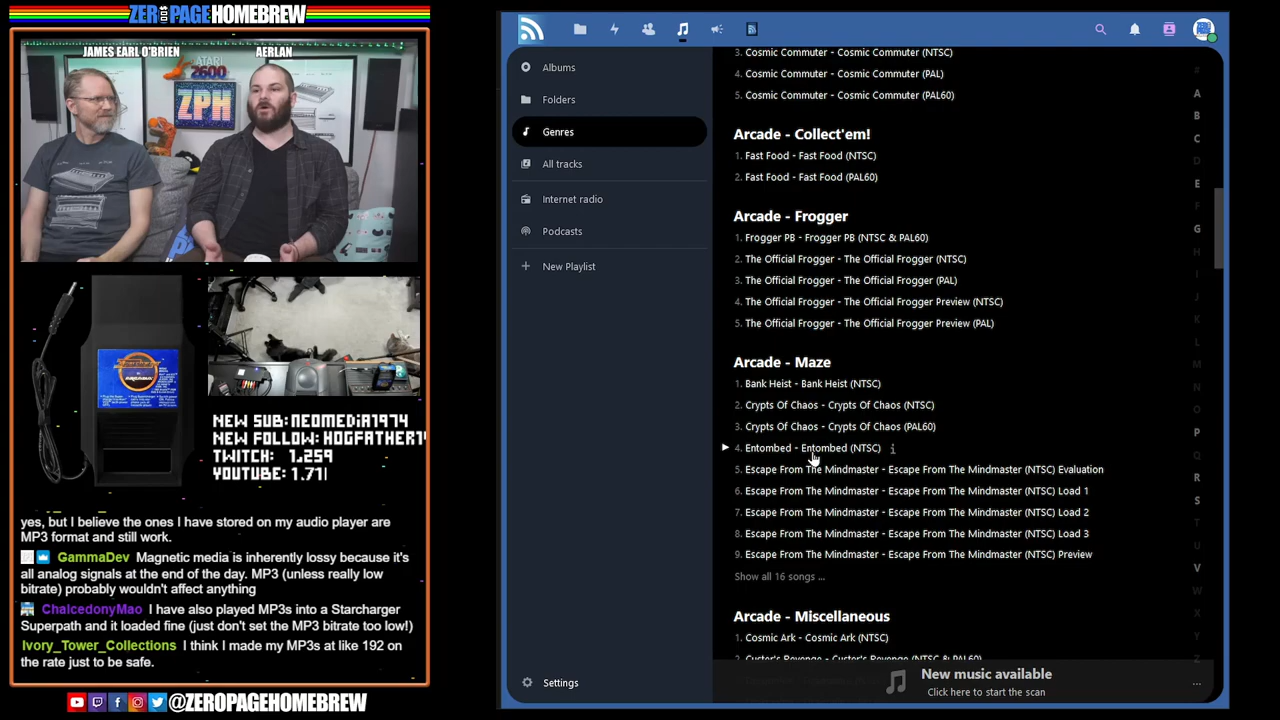 ZEROPAGEHOMEBREW
JAMES EARL O'BRIEN
AERLAN
ATARI
2600
ZPH
NEW SUB:NEOMEDIA1974
NEW FOLLOW:HOGFATHER14
TWITCH: 1,259
YOUTUBE: 1,71
yes, but I believe the ones I have stored on my audio player are
MP3 format and still work.
GammaDev Magnetic media is inherently lossy because it's
all analog signals at the end of the day. MP3 (unless really low
bitrate) probably wouldn't affect anything
ChalcedonyMao I have also played MP3s into a Starcharger
Superpath and it loaded fine (just don't set the MP3 bitrate too low!)
Ivory_Tower_Collections I think I made my MP3s at like 192 on
the rate just to be safe.
@ZEROPAGEHOMEBREW
Albums
Folders
Genres
All tracks
Internet radio
Podcasts
New Playlist
Settings
3. Cosmic Commuter - Cosmic Commuter (NTSC)
4. Cosmic Commuter - Cosmic Commuter (PAL)
5. Cosmic Commuter - Cosmic Commuter (PAL60)
Arcade - Collect'em!
1. Fast Food - Fast Food (NTSC)
2. Fast Food - Fast Food (PAL60)
Arcade - Frogger
1. Frogger PB - Frogger PB (NTSC & PAL60)
2. The Official Frogger - The Official Frogger (NTSC)
3. The Official Frogger - The Official Frogger (PAL)
4. The Official Frogger - The Official Frogger Preview (NTSC)
5. The Official Frogger - The Official Frogger Preview (PAL)
Arcade - Maze
1. Bank Heist - Bank Heist (NTSC)
2. Crypts Of Chaos - Crypts Of Chaos (NTSC)
3. Crypts Of Chaos - Crypts Of Chaos (PAL60)
4. Entombed - Entombed (NTSC)
5. Escape From The Mindmaster - Escape From The Mindmaster (NTSC) Evaluation
6. Escape From The Mindmaster - Escape From The Mindmaster (NTSC) Load 1
7. Escape From The Mindmaster - Escape From The Mindmaster (NTSC) Load 2
8. Escape From The Mindmaster - Escape From The Mindmaster (NTSC) Load 3
9. Escape From The Mindmaster - Escape From The Mindmaster (NTSC) Preview
Show all 16 songs ...
Arcade - Miscellaneous
1. Cosmic Ark - Cosmic Ark (NTSC)
2. Custer's Revenge - Custer's Revenge (NTSC & PAL60)
New music available
Click here to start the scan
...
#
A
B
C
D
E
F
G
H
I
J
K
L
M
N
O
P
Q
R
S
T
U
V
W
X
Y
Z